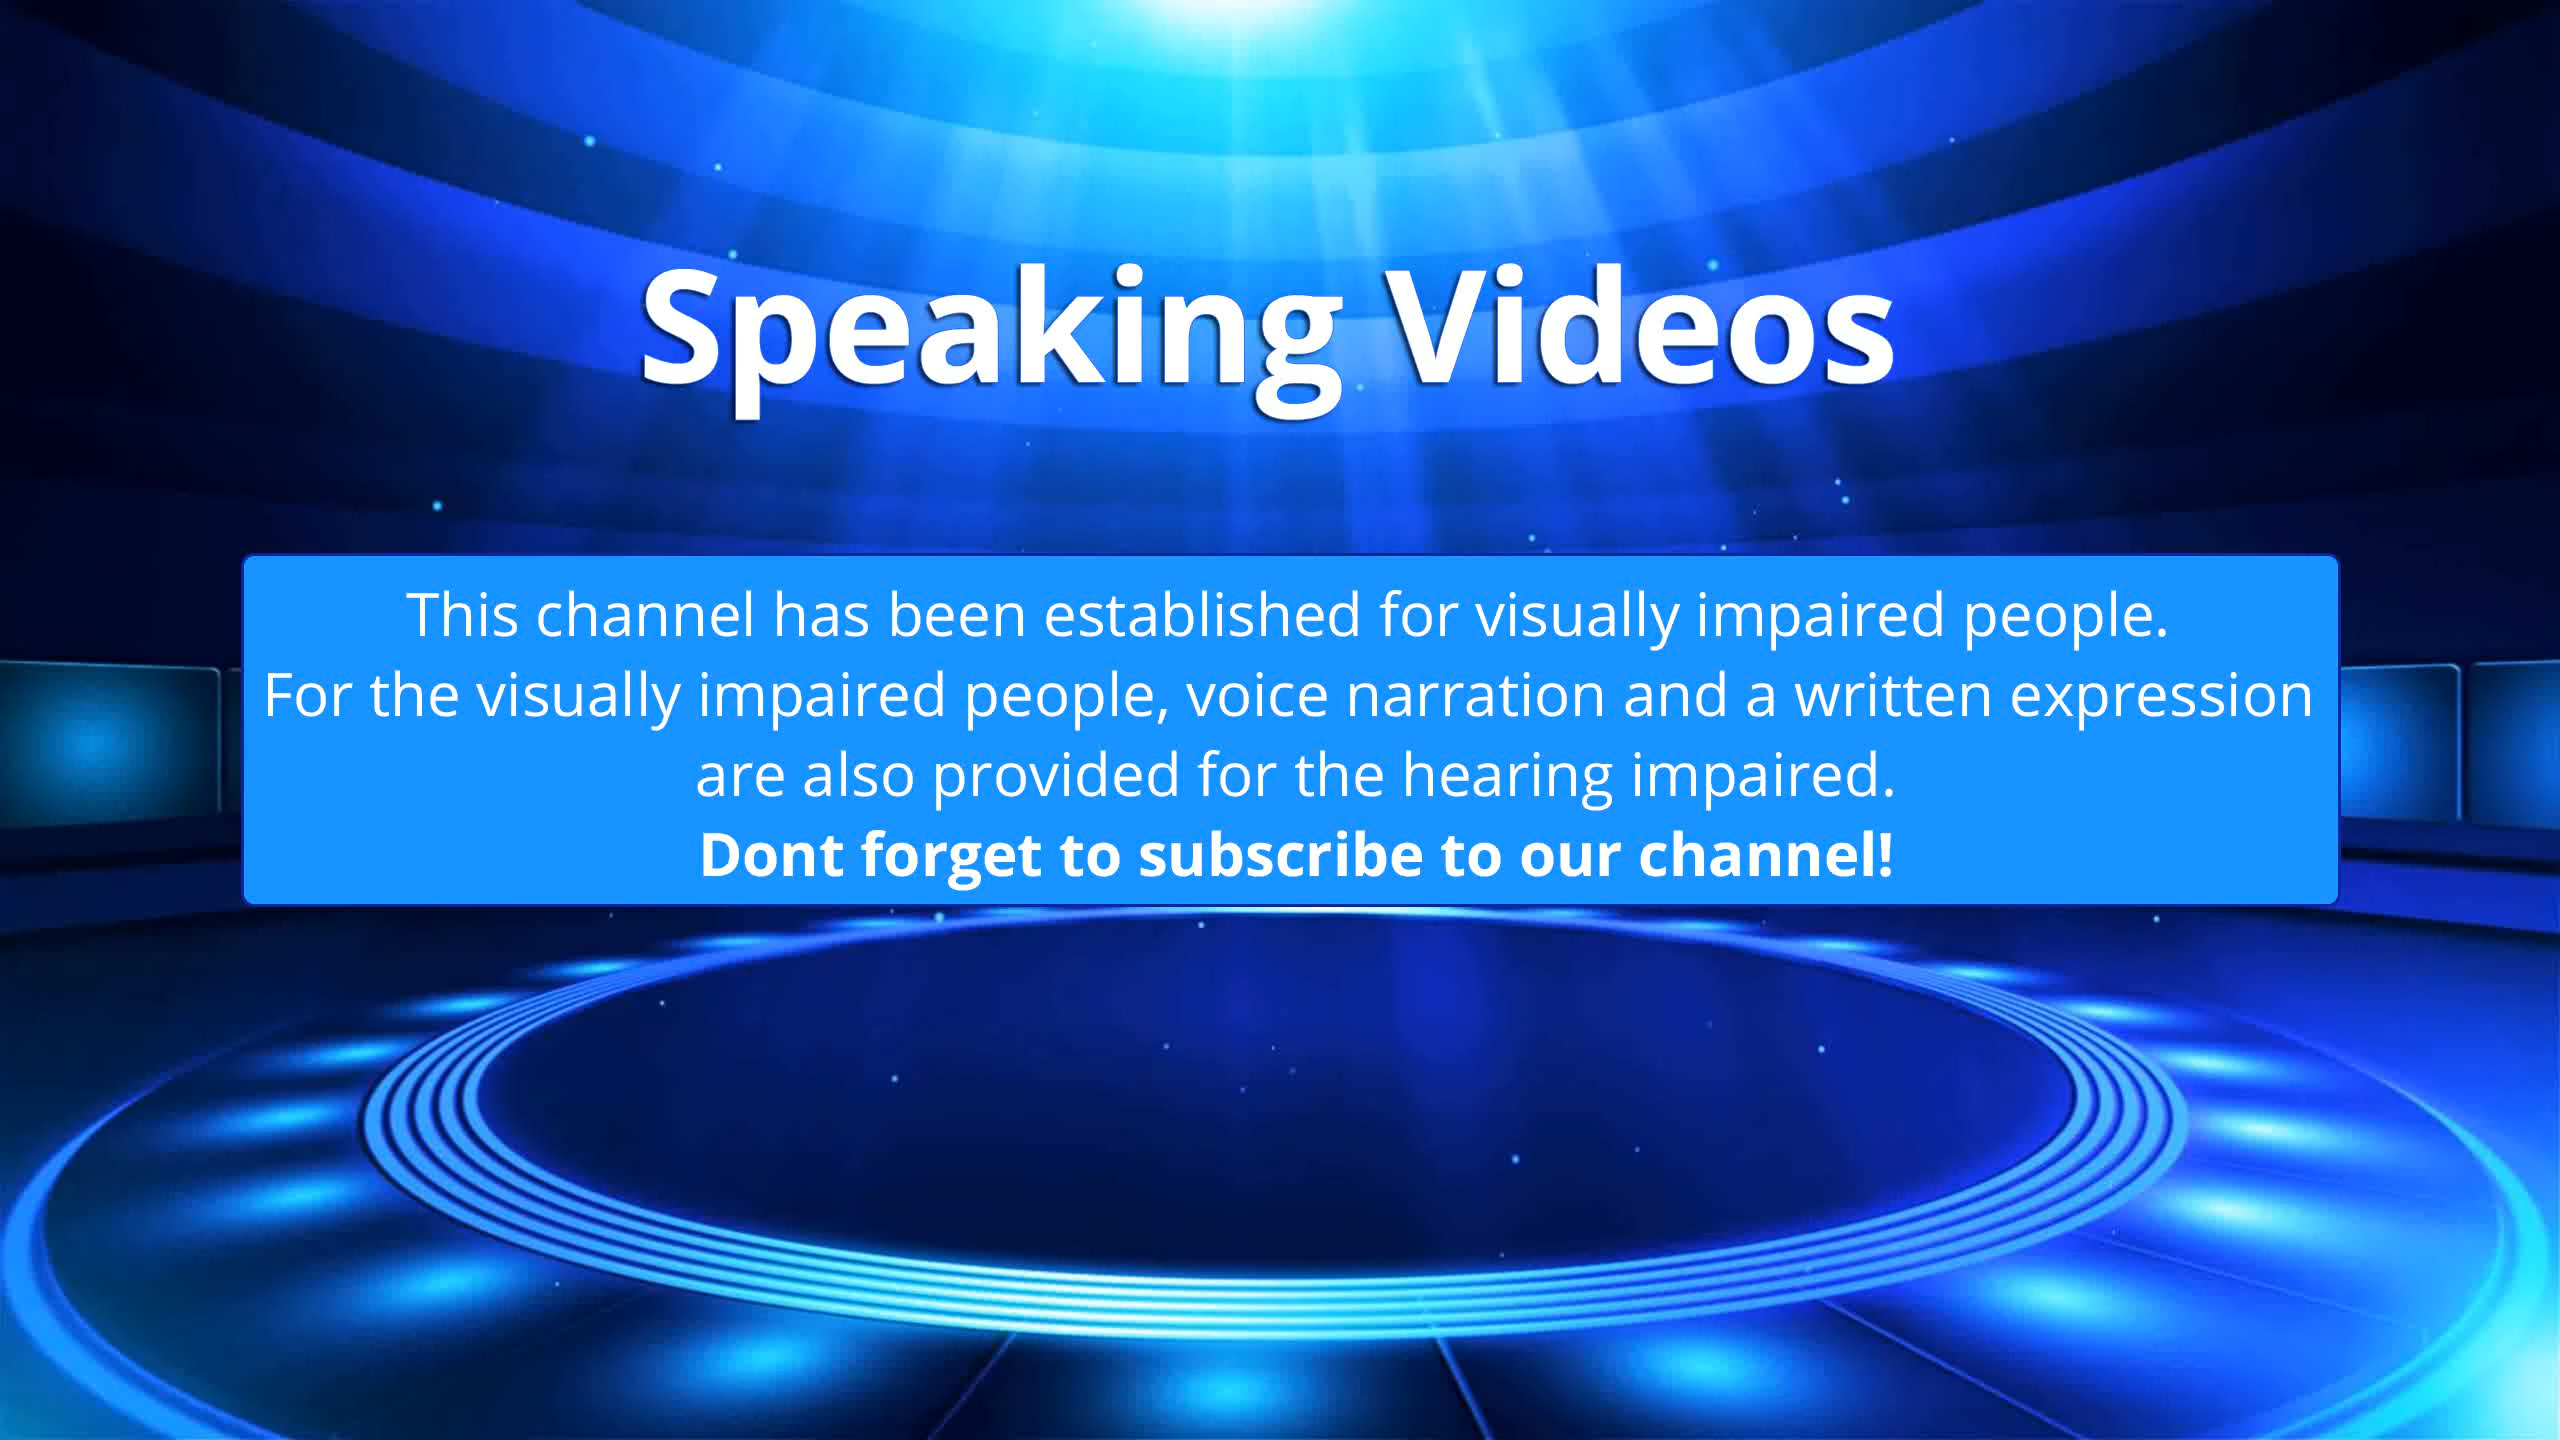 Speaking Videos
This channel has been established for visually impaired people.
For the visually impaired people, voice narration and a written expression
are also provided for the hearing impaired.
Dont forget to subscribe to our channel!